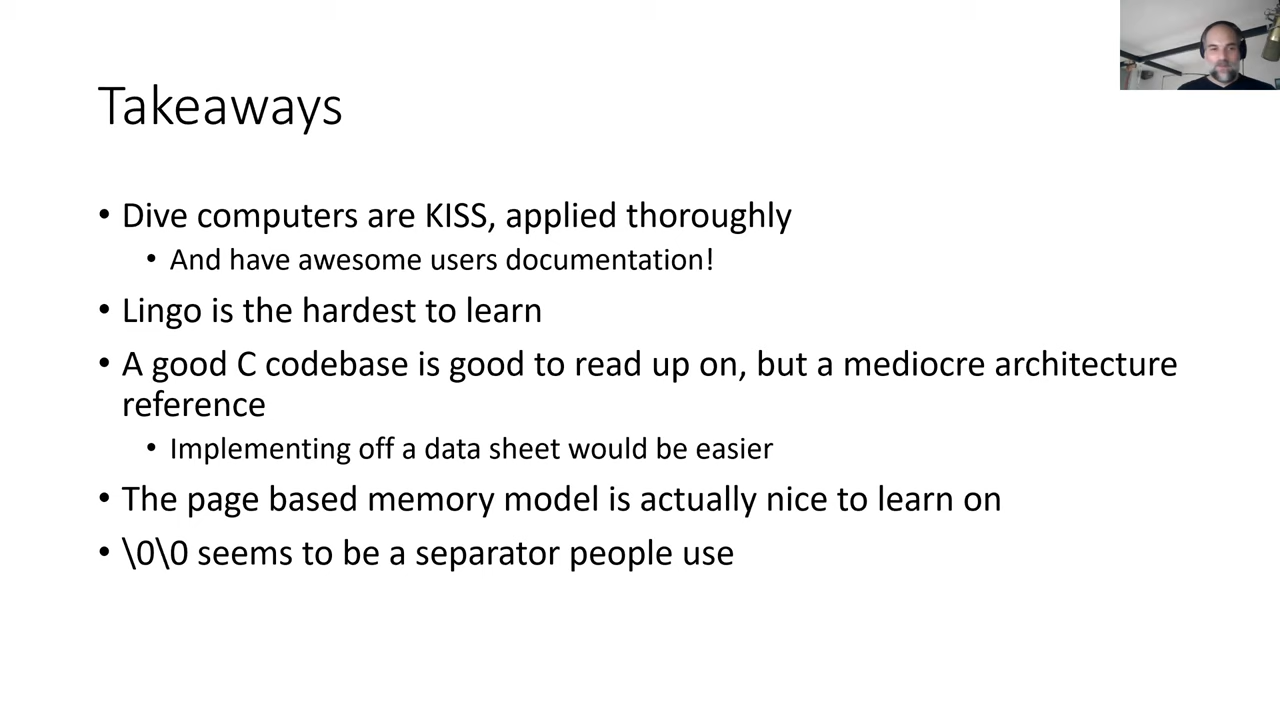 Takeaways
• Dive computers are KISS, applied thoroughly
• And have awesome users documentation!
• Lingo is the hardest to learn
• A good C codebase is good to read up on, but a mediocre architecture
reference
• Implementing off a data sheet would be easier
• The page based memory model is actually nice to learn on
• \0\0 seems to be a separator people use